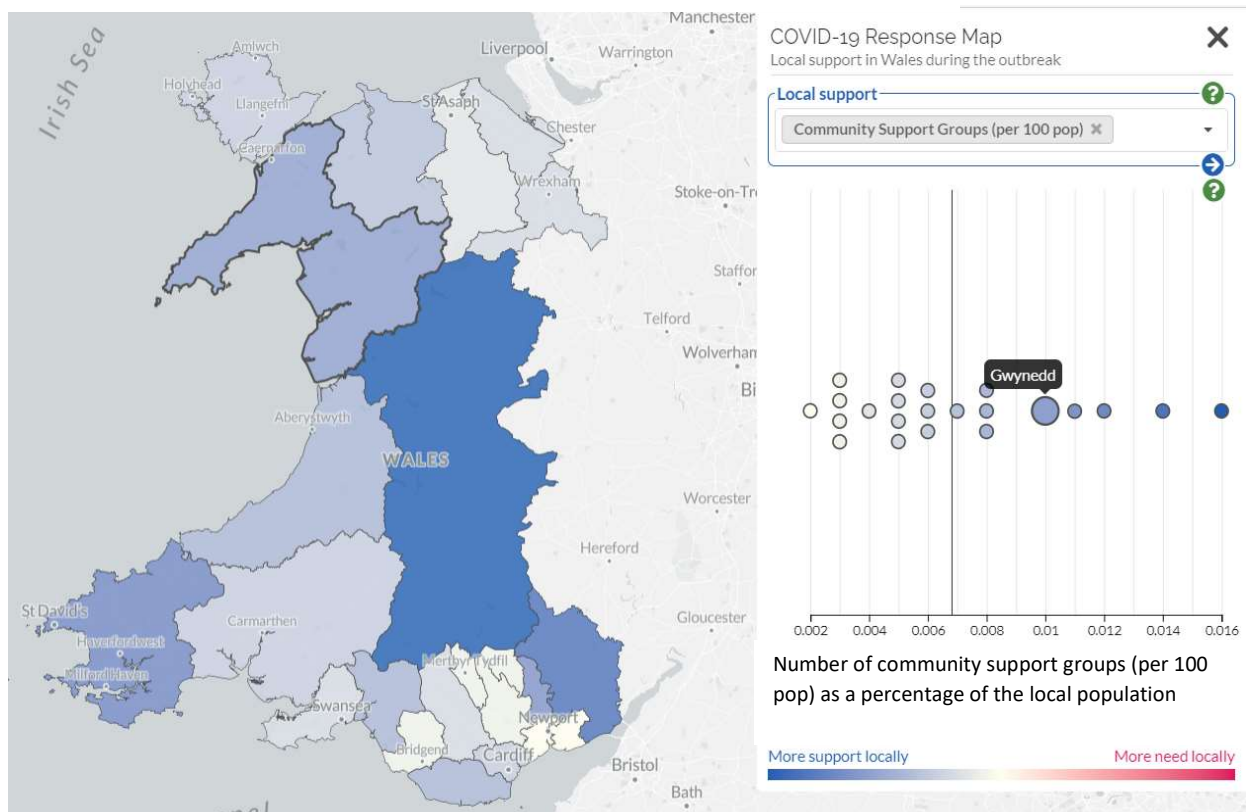 Manchester
Irish Sea
Amlwch
Liverpool
Warrington
Holyhead
Llangefni
St Asaph
Chester
Caernarfon
Wrexham
Stoke-on-Tre
Staffor
Telford
Wolverham
Bi
Aberystwyth
WALES
Worcester
Hereford
St David's
Haverfordwest
Milford Haven
Carmarthen
Gloucester
Merthyr Tydfil
Swansea
Newport
Bridgend
Cardiff
Bristol
Bath
COVID-19 Response Map
Local support in Wales during the outbreak
Local support
?
Community Support Groups (per 100 pop) ×
?
Gwynedd
0.002 0.004 0.006 0.008 0.01 0.012 0.014 0.016
Number of community support groups (per 100
pop) as a percentage of the local population
More support locally More need locally